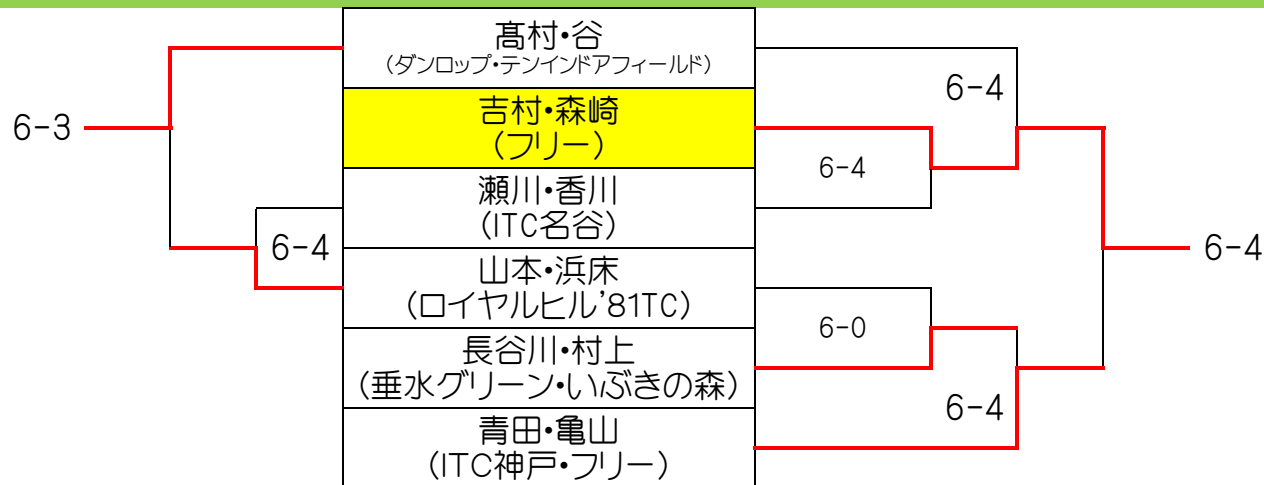 髙村・谷
(ダンロップ・テンインドアフィールド)
6-4
6-3
吉村・森崎
(フリー)
6-4
瀬川・香川
(ITC名谷)
6-4
6-4
山本・浜床
(ロイヤルヒル'81TC)
6-0
長谷川・村上
(垂水グリーン・いぶきの森)
6-4
青田・亀山
(ITC神戸・フリー)